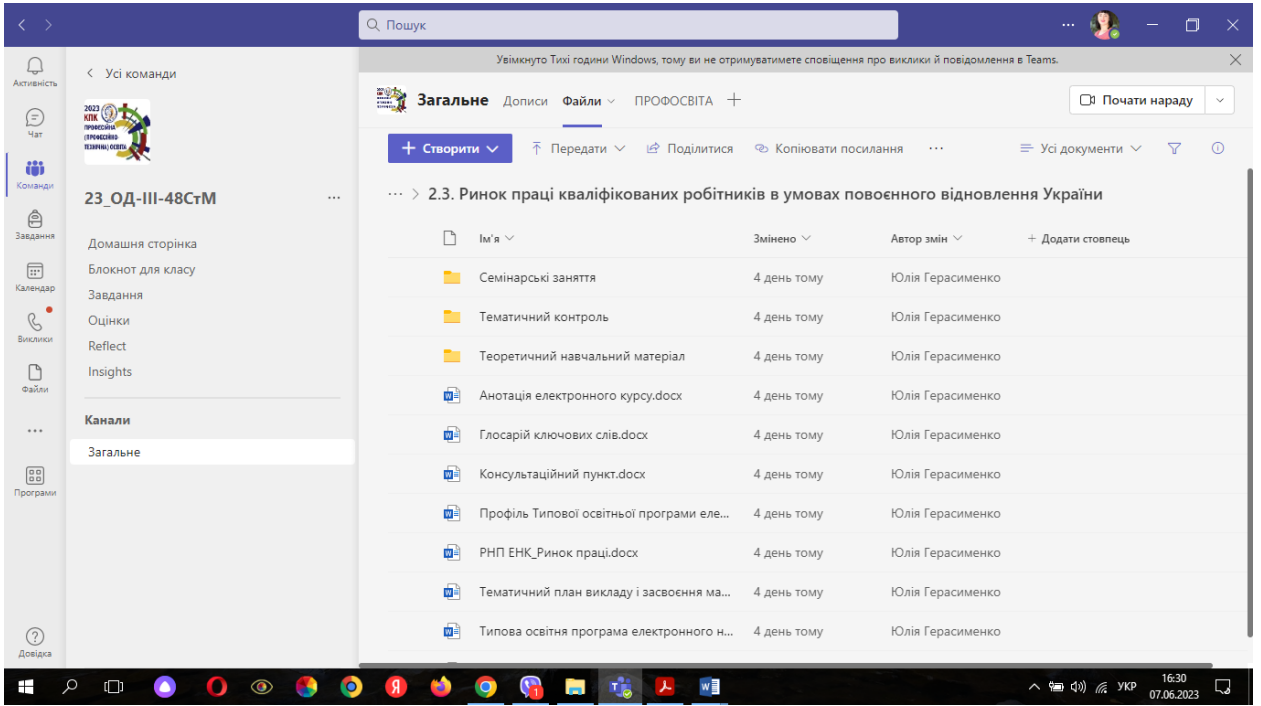 Пошук
Увімкнуто Тихі години Windows, тому ви не отримуватимете сповіщення про виклики й повідомлення в Teams.
Активність
Чат
Команди
Завдання
Календар
Виклики
Файли
Програми
Довідка
Усі команди
2023
КПК
ПРОФЕСІЙНА
(ПРОФЕСІЙНО-
ТЕХНІЧНА) ОСВІТА
23_ОД-ІІІ-48СтМ
Домашня сторінка
Блокнот для класу
Завдання
Оцінки
Reflect
Insights
Канали
Загальне
Загальне Дописи Файли ПРОФОСВІТА
Почати нараду
Створити Передати Поділитися Копіювати посилання ... Усі документи
... > 2.3. Ринок праці кваліфікованих робітників в умовах повоєнного відновлення України
Ім'я Змінено Автор змін + Додати стовпець
Семінарські заняття 4 день тому Юлія Герасименко
Тематичний контроль 4 день тому Юлія Герасименко
Теоретичний навчальний матеріал 4 день тому Юлія Герасименко
Анотація електронного курсу.docx 4 день тому Юлія Герасименко
Глосарій ключових слів.docx 4 день тому Юлія Герасименко
Консультаційний пункт.docx 4 день тому Юлія Герасименко
Профіль Типової освітньої програми еле... 4 день тому Юлія Герасименко
РНП ЕНК_Ринок праці.docx 4 день тому Юлія Герасименко
Тематичний план викладу і засвоєння ма... 4 день тому Юлія Герасименко
Типова освітня програма електронного н... 4 день тому Юлія Герасименко
УКР
16:30
07.06.2023